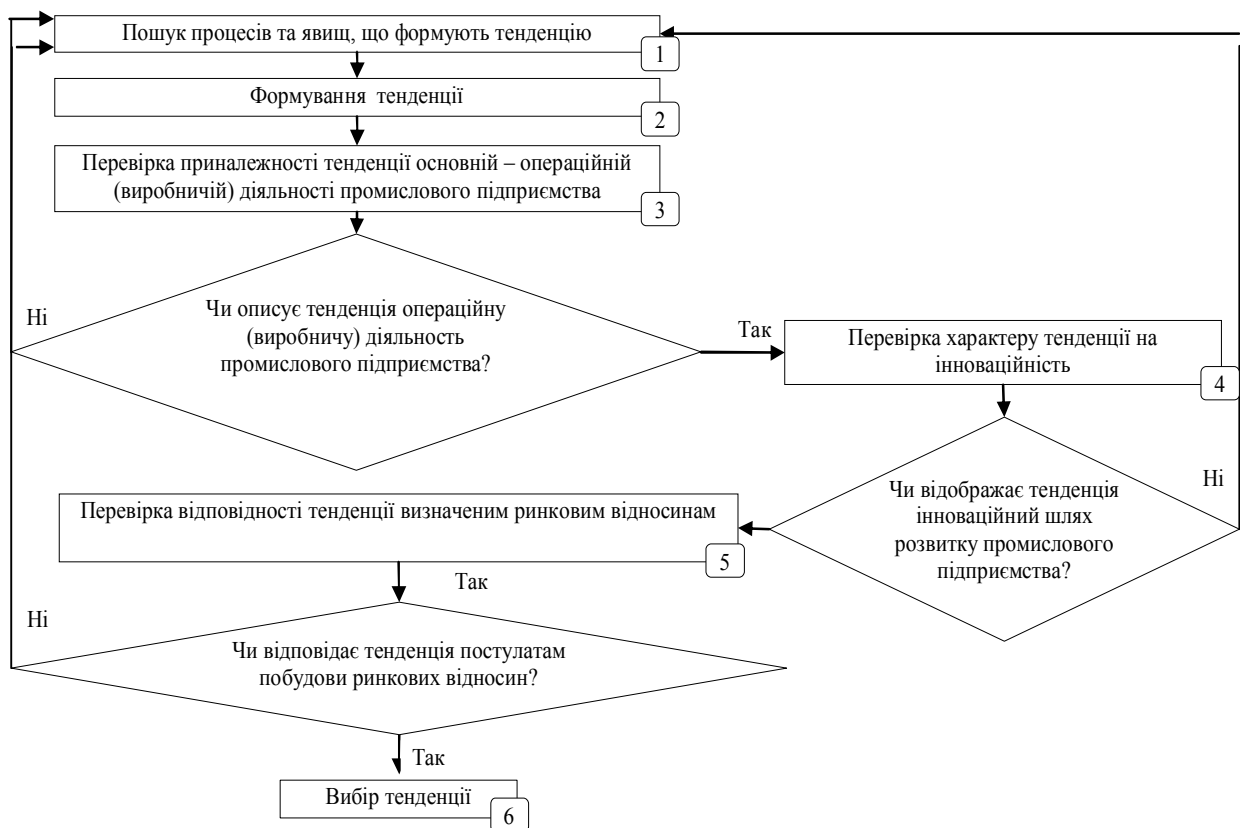 Пошук процесів та явищ, що формують тенденцію
1
Формування тенденції
2
Перевірка приналежності тенденції основній – операційній
(виробничій) діяльності промислового підприємства
3
Ні
Чи описує тенденція операційну
(виробничу) діяльность
промислового підприємства?
Так
Перевірка характеру тенденції на
інноваційність
4
Ні
Чи відображає тенденція
інноваційний шлях
розвитку промислового
підприємства?
Перевірка відповідності тенденції визначеним ринковим відносинам
5
Так
Ні
Чи відповідає тенденція постулатам
побудови ринкових відносин?
Так
Вибір тенденції
6